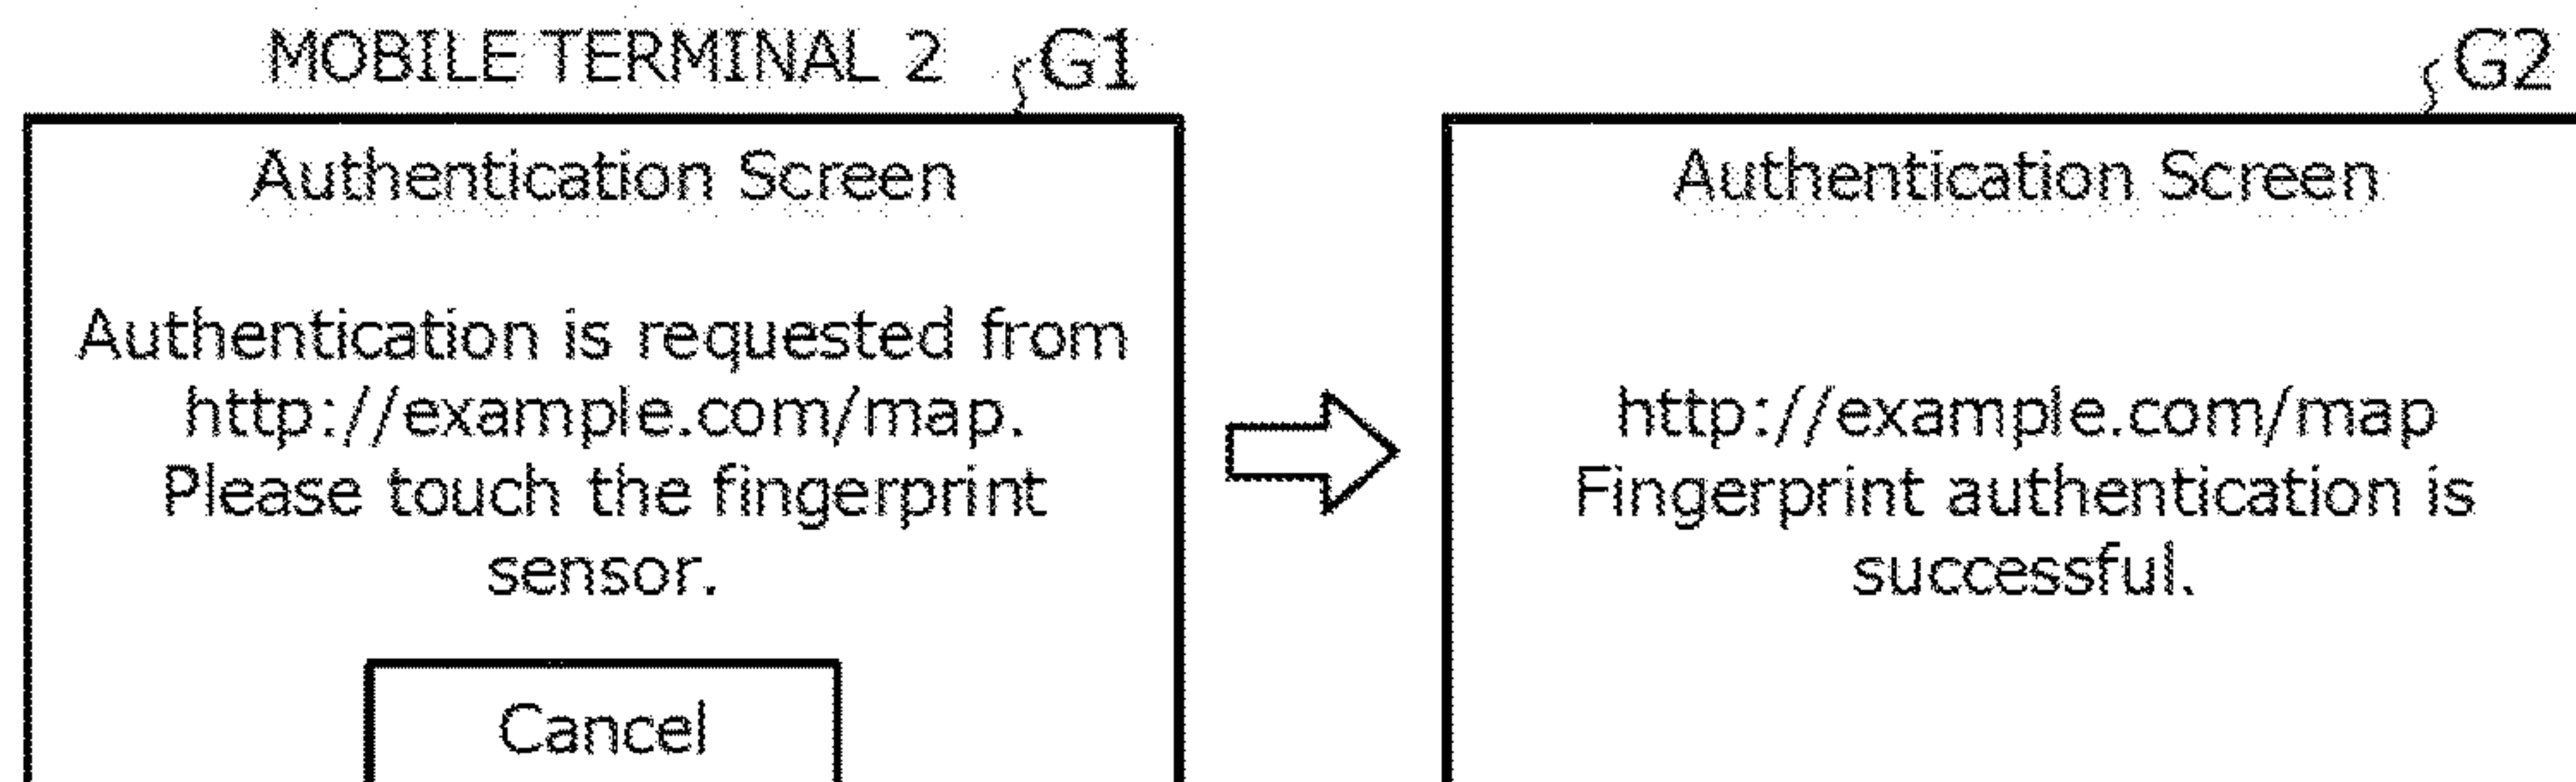 MOBILE TERMINAL 2
G1
Authentication Screen
Authentication is requested from
http://example.com/map.
Please touch the fingerprint
sensor.
Cancel
G2
Authentication Screen
http://example.com/map
Fingerprint authentication is
successful.